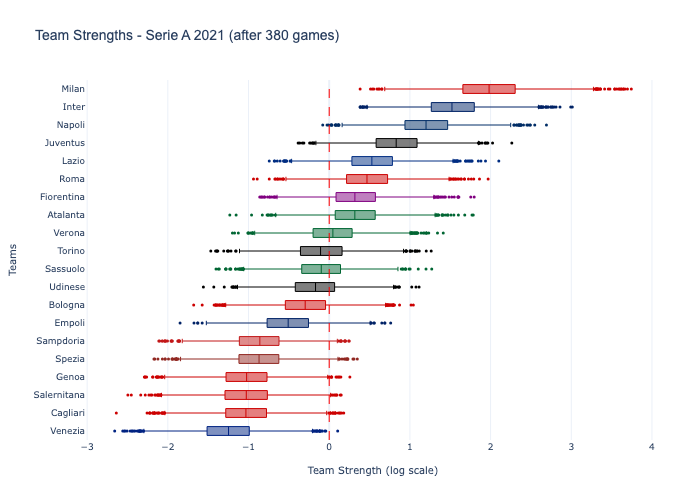 Team Strengths - Serie A 2021 (after 380 games)
Milan
Inter
Napoli
Juventus
Lazio
Roma
Fiorentina
Atalanta
Verona
Torino
Sassuolo
Udinese
Bologna
Empoli
Sampdoria
Spezia
Genoa
Salernitana
Cagliari
Venezia
Teams
−3 −2 −1 0 1 2 3 4
Team Strength (log scale)